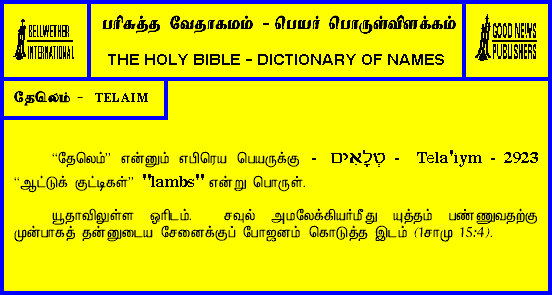 BELLWETHER
INTERNATIONAL
பரிசுத்த வேதாகமம் - பெயர் பொருள்விளக்கம்
THE HOLY BIBLE - DICTIONARY OF NAMES
GOOD NEWS
PUBLISHERS
தேலெம் - TELAIM
“தேலெம்” என்னும் எபிரெய பெயருக்கு - טְלָאִים - Tela'iym - 2923
“ஆட்டுக் குட்டிகள்” "lambs" என்று பொருள்.
யூதாவிலுள்ள ஓரிடம். சவுல் அமலேக்கியர்மீது யுத்தம் பண்ணுவதற்கு
முன்பாகத் தன்னுடைய சேனைக்குப் போஜனம் கொடுத்த இடம் (1சாமு 15:4).